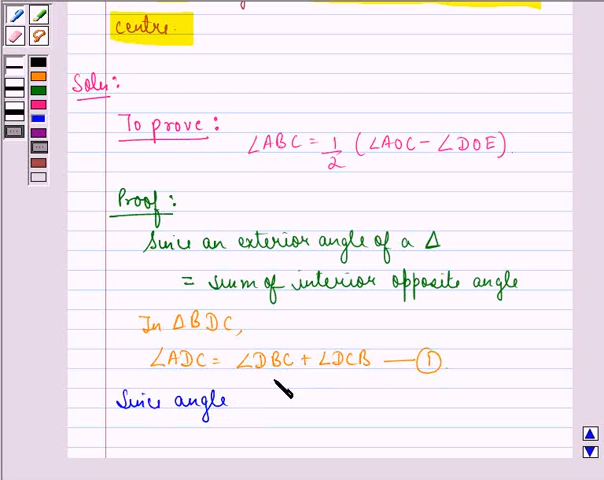 centre.
Soln:
To prove:
∠ABC = 1/2 (∠AOC - ∠DOE).
Proof:
Since an exterior angle of a Δ
= sum of interior opposite angle
In ΔBDC,
∠ADC = ∠DBC + ∠DCB — ①.
Since angle